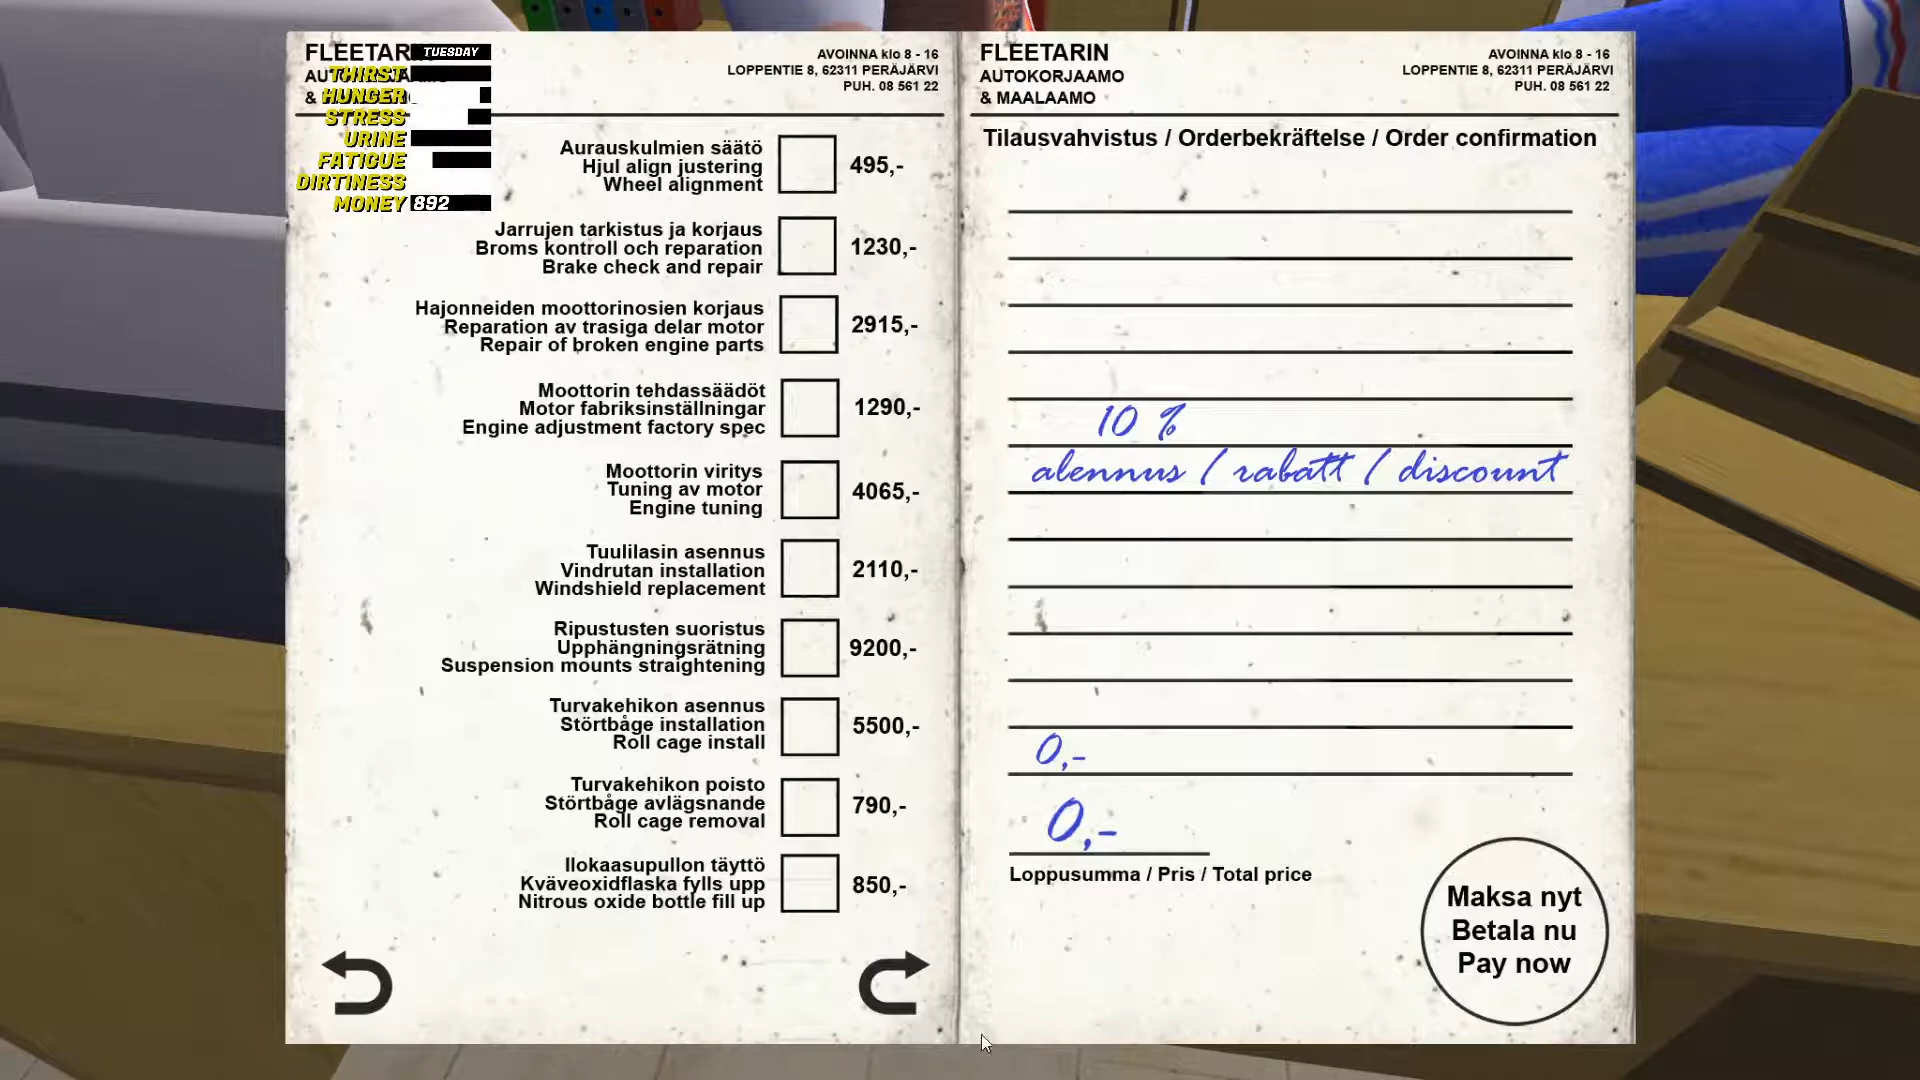 FLEETAR
TUESDAY
AVOINNA klo 8 - 16
LOPPENTIE 8, 62311 PERÄJÄRVI
PUH. 08 561 22
THIRST
& HUNGER
STRESS
URINE
FATIGUE
DIRTINESS
MONEY 892
Aurauskulmien säätö
Hjul align justering
Wheel alignment
495,-
Jarrujen tarkistus ja korjaus
Broms kontroll och reparation
Brake check and repair
1230,-
Hajonneiden moottorinosien korjaus
Reparation av trasiga delar motor
Repair of broken engine parts
2915,-
Moottorin tehdassäädöt
Motor fabriksinställningar
Engine adjustment factory spec
1290,-
Moottorin viritys
Tuning av motor
Engine tuning
4065,-
Tuulilasin asennus
Vindrutan installation
Windshield replacement
2110,-
Ripustusten suoristus
Upphängningsrätning
Suspension mounts straightening
9200,-
Turvakehikon asennus
Störtbåge installation
Roll cage install
5500,-
Turvakehikon poisto
Störtbåge avlägsnande
Roll cage removal
790,-
Ilokaasupullon täyttö
Kväveoxidflaska fylls upp
Nitrous oxide bottle fill up
850,-
FLEETARIN
AUTOKORJAAMO
& MAALAAMO
AVOINNA klo 8 - 16
LOPPENTIE 8, 62311 PERÄJÄRVI
PUH. 08 561 22
Tilausvahvistus / Orderbekräftelse / Order confirmation
10 %
alennus / rabatt / discount
0,-
0,-
Loppusumma / Pris / Total price
Maksa nyt
Betala nu
Pay now